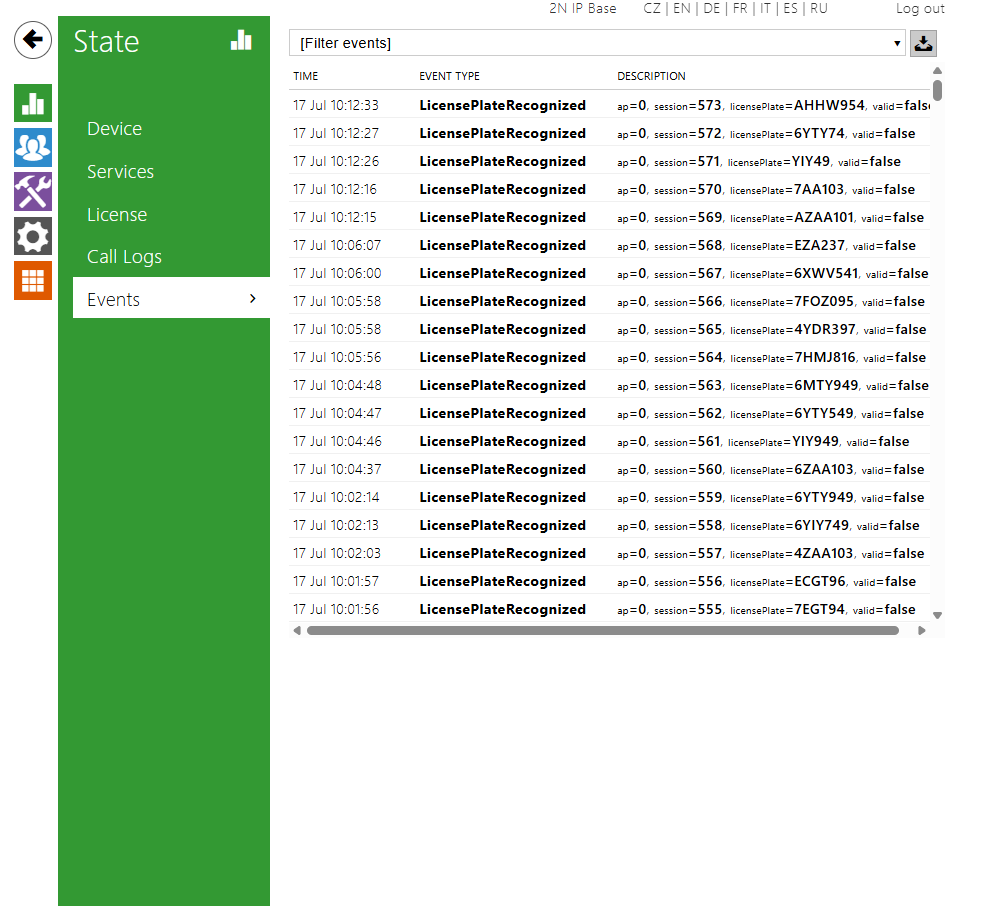 2N IP Base CZ | EN | DE | FR | IT | ES | RU Log out
State
Device
Services
License
Call Logs
Events
[Filter events]
TIME EVENT TYPE DESCRIPTION
17 Jul 10:12:33 LicensePlateRecognized ap=0, session=573, licensePlate=AHHW954, valid=fals
17 Jul 10:12:27 LicensePlateRecognized ap=0, session=572, licensePlate=6YTY74, valid=false
17 Jul 10:12:26 LicensePlateRecognized ap=0, session=571, licensePlate=YIY49, valid=false
17 Jul 10:12:16 LicensePlateRecognized ap=0, session=570, licensePlate=7AA103, valid=false
17 Jul 10:12:15 LicensePlateRecognized ap=0, session=569, licensePlate=AZAA101, valid=false
17 Jul 10:06:07 LicensePlateRecognized ap=0, session=568, licensePlate=EZA237, valid=false
17 Jul 10:06:00 LicensePlateRecognized ap=0, session=567, licensePlate=6XWV541, valid=false
17 Jul 10:05:58 LicensePlateRecognized ap=0, session=566, licensePlate=7FOZ095, valid=false
17 Jul 10:05:58 LicensePlateRecognized ap=0, session=565, licensePlate=4YDR397, valid=false
17 Jul 10:05:56 LicensePlateRecognized ap=0, session=564, licensePlate=7HMJ816, valid=false
17 Jul 10:04:48 LicensePlateRecognized ap=0, session=563, licensePlate=6MTY949, valid=false
17 Jul 10:04:47 LicensePlateRecognized ap=0, session=562, licensePlate=6YTY549, valid=false
17 Jul 10:04:46 LicensePlateRecognized ap=0, session=561, licensePlate=YIY949, valid=false
17 Jul 10:04:37 LicensePlateRecognized ap=0, session=560, licensePlate=6ZAA103, valid=false
17 Jul 10:02:14 LicensePlateRecognized ap=0, session=559, licensePlate=6YTY949, valid=false
17 Jul 10:02:13 LicensePlateRecognized ap=0, session=558, licensePlate=6YIY749, valid=false
17 Jul 10:02:03 LicensePlateRecognized ap=0, session=557, licensePlate=4ZAA103, valid=false
17 Jul 10:01:57 LicensePlateRecognized ap=0, session=556, licensePlate=ECGT96, valid=false
17 Jul 10:01:56 LicensePlateRecognized ap=0, session=555, licensePlate=7EGT94, valid=false